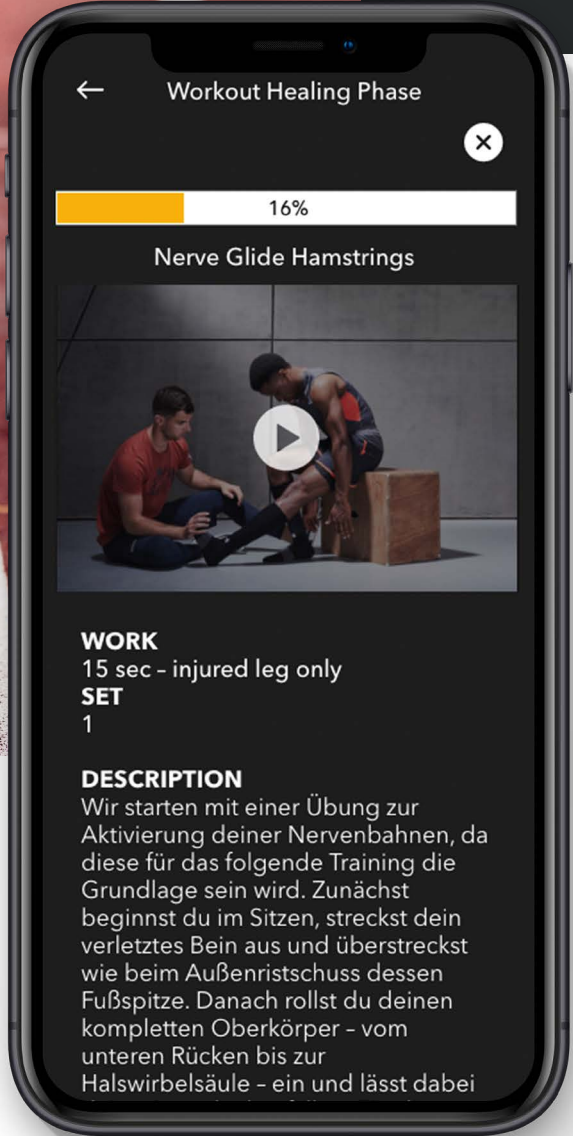 Workout Healing Phase
16%
Nerve Glide Hamstrings
WORK
15 sec – injured leg only
SET
1
DESCRIPTION
Wir starten mit einer Übung zur
Aktivierung deiner Nervenbahnen, da
diese für das folgende Training die
Grundlage sein wird. Zunächst
beginnst du im Sitzen, streckst dein
verletztes Bein aus und überstreckst
wie beim Außenristschuss dessen
Fußspitze. Danach rollst du deinen
kompletten Oberkörper – vom
unteren Rücken bis zur
Halswirbelsäule – ein und lässt dabei